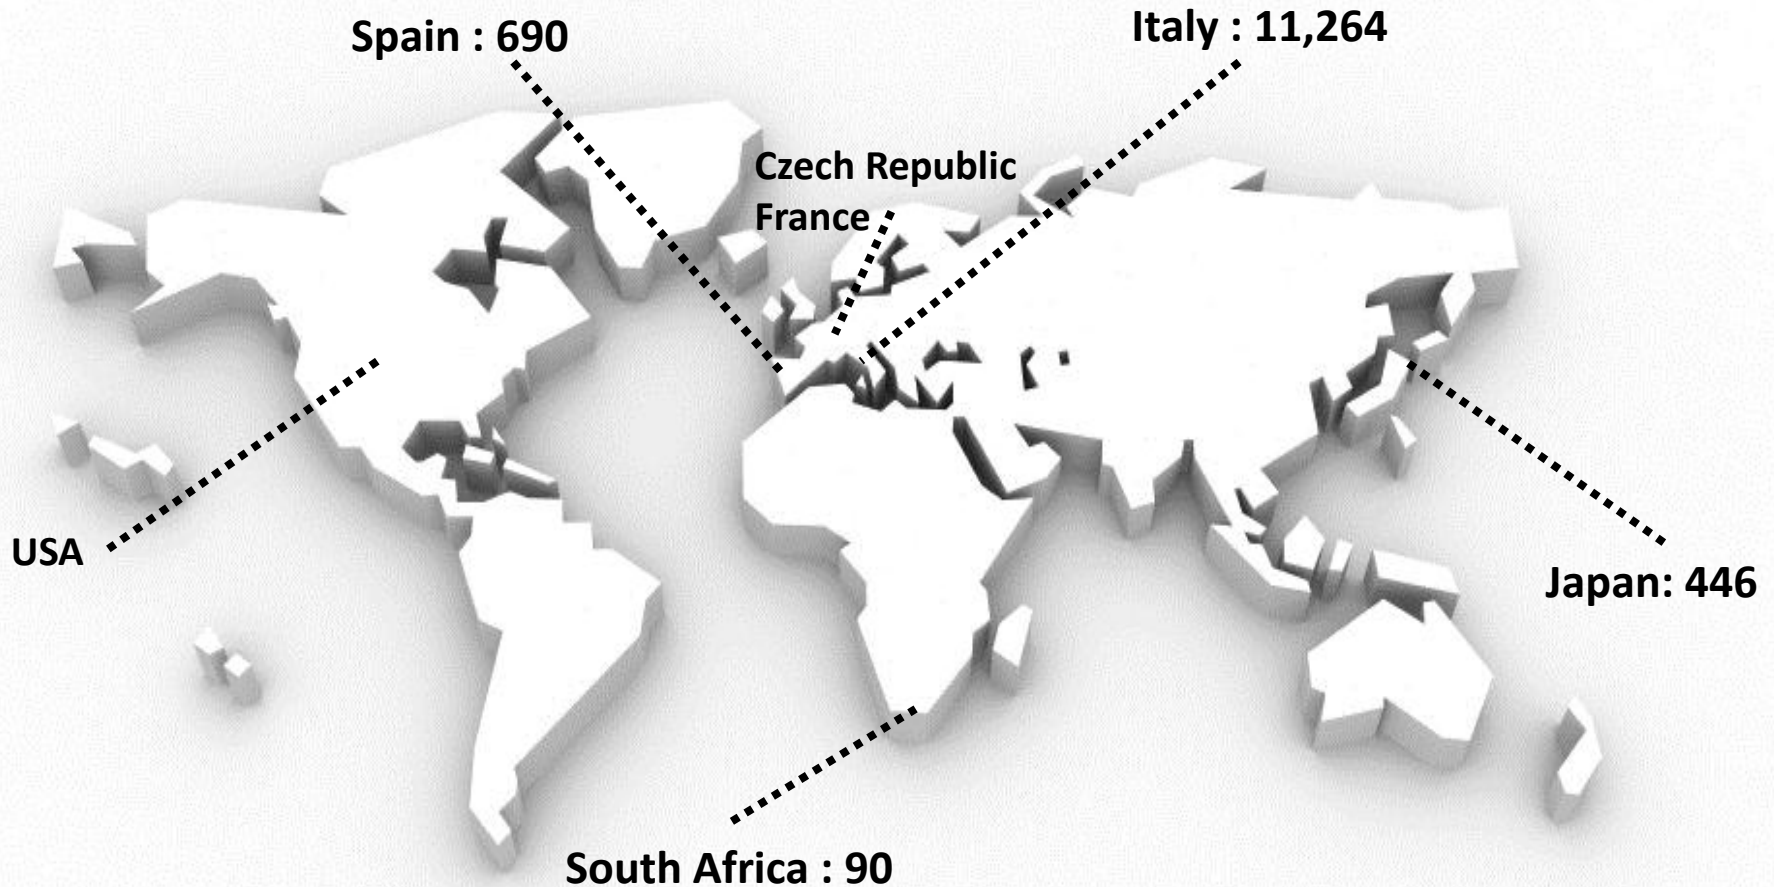 Spain : 690
Italy : 11,264
Czech Republic
France
USA
Japan: 446
South Africa : 90